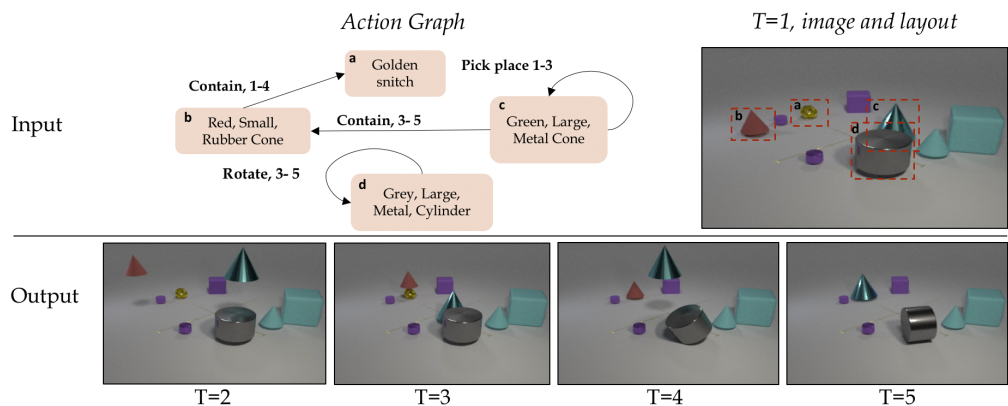 Action Graph
T=1, image and layout
Input
a
Golden
snitch
Contain, 1-4
Pick place 1-3
b
Red, Small,
Rubber Cone
Contain, 3- 5
c
Green, Large,
Metal Cone
Rotate, 3- 5
d
Grey, Large,
Metal, Cylinder
a
b
c
d
Output
T=2
T=3
T=4
T=5